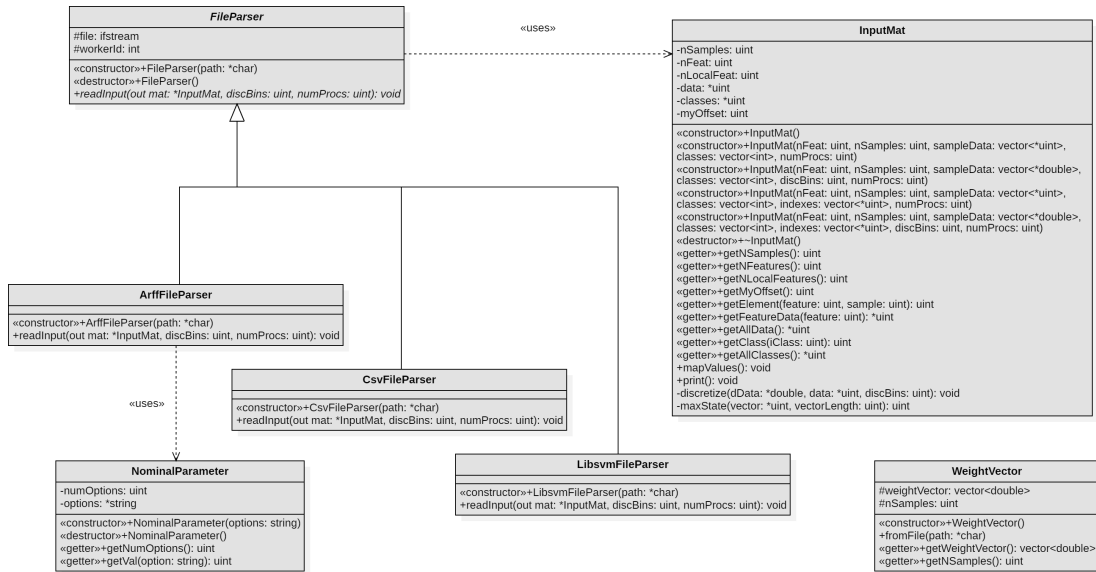 FileParser
#file: ifstream
#workerId: int
«constructor»+FileParser(path: *char)
«destructor»+FileParser()
+readInput(out mat: *InputMat, discBins: uint, numProcs: uint): void
«uses»
InputMat
-nSamples: uint
-nFeat: uint
-nLocalFeat: uint
-data: *uint
-classes: *uint
-myOffset: uint
«constructor»+InputMat()
«constructor»+InputMat(nFeat: uint, nSamples: uint, sampleData: vector<*uint>,
classes: vector<int>, numProcs: uint)
«constructor»+InputMat(nFeat: uint, nSamples: uint, sampleData: vector<*double>,
classes: vector<int>, discBins: uint, numProcs: uint)
«constructor»+InputMat(nFeat: uint, nSamples: uint, sampleData: vector<*uint>,
classes: vector<int>, indexes: vector<*uint>, numProcs: uint)
«constructor»+InputMat(nFeat: uint, nSamples: uint, sampleData: vector<*double>,
classes: vector<int>, indexes: vector<*uint>, discBins: uint, numProcs: uint)
«destructor»+~InputMat()
«getter»+getNSamples(): uint
«getter»+getNFeatures(): uint
«getter»+getNLocalFeatures(): uint
«getter»+getMyOffset(): uint
«getter»+getElement(feature: uint, sample: uint): uint
«getter»+getFeatureData(feature: uint): *uint
«getter»+getAllData(): *uint
«getter»+getClass(iClass: uint): uint
«getter»+getAllClasses(): *uint
+mapValues(): void
+print(): void
-discretize(dData: *double, data: *uint, discBins: uint): void
-maxState(vector: *uint, vectorLength: uint): uint
ArffFileParser
«constructor»+ArffFileParser(path: *char)
+readInput(out mat: *InputMat, discBins: uint, numProcs: uint): void
«uses»
CsvFileParser
«constructor»+CsvFileParser(path: *char)
+readInput(out mat: *InputMat, discBins: uint, numProcs: uint): void
NominalParameter
-numOptions: uint
-options: *string
«constructor»+NominalParameter(options: string)
«destructor»+NominalParameter()
«getter»+getNumOptions(): uint
«getter»+getVal(option: string): uint
LibsvmFileParser
«constructor»+LibsvmFileParser(path: *char)
+readInput(out mat: *InputMat, discBins: uint, numProcs: uint): void
WeightVector
#weightVector: vector<double>
#nSamples: uint
«constructor»+WeightVector()
+fromFile(path: *char)
«getter»+getWeightVector(): vector<double>
«getter»+getNSamples(): uint